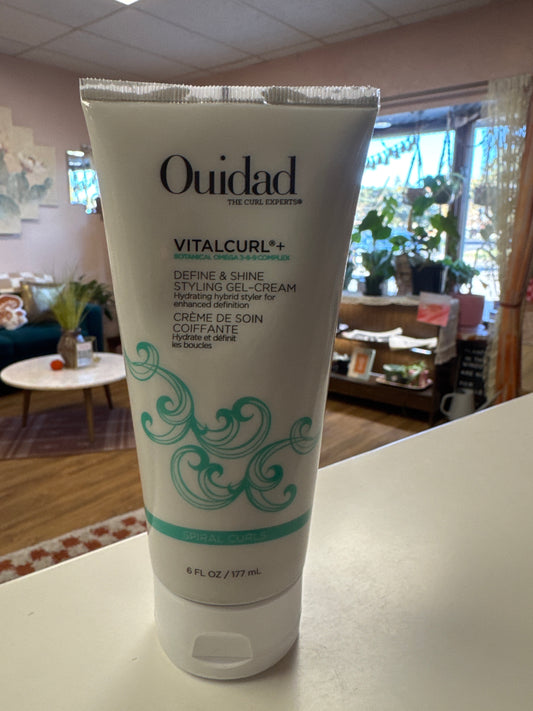 Ouidad
THE CURL EXPERTS®
VITALCURL®+
BOTANICAL OMEGA 3-6-9 COMPLEX
DEFINE & SHINE
STYLING GEL-CREAM
Hydrating hybrid styler for
enhanced definition
CRÈME DE SOIN
COIFFANTE
Hydrate et définit
les boucles
SPIRAL CURLS
6 FL OZ / 177 mL